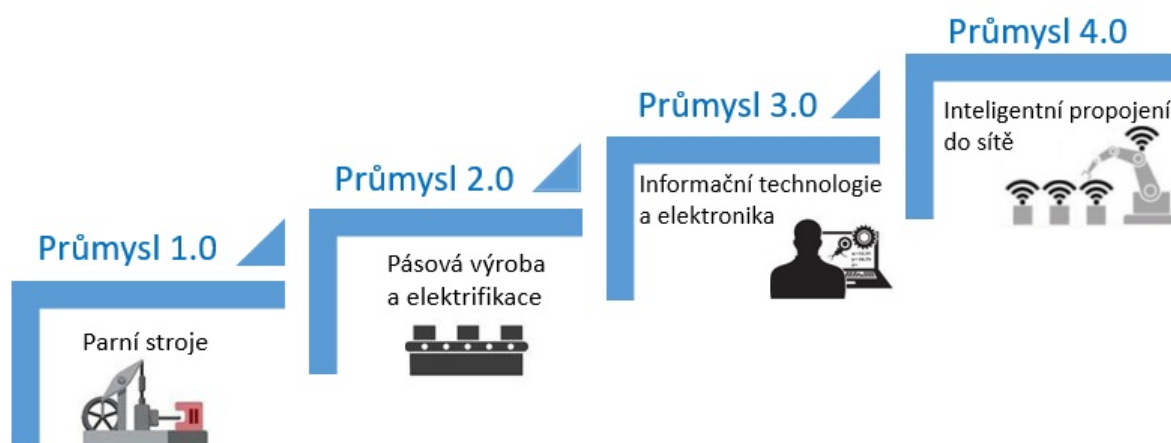 Průmysl 1.0
Parní stroje
Průmysl 2.0
Pásová výroba
a elektrifikace
Průmysl 3.0
Informační technologie
a elektronika
Průmysl 4.0
Inteligentní propojení
do sítě